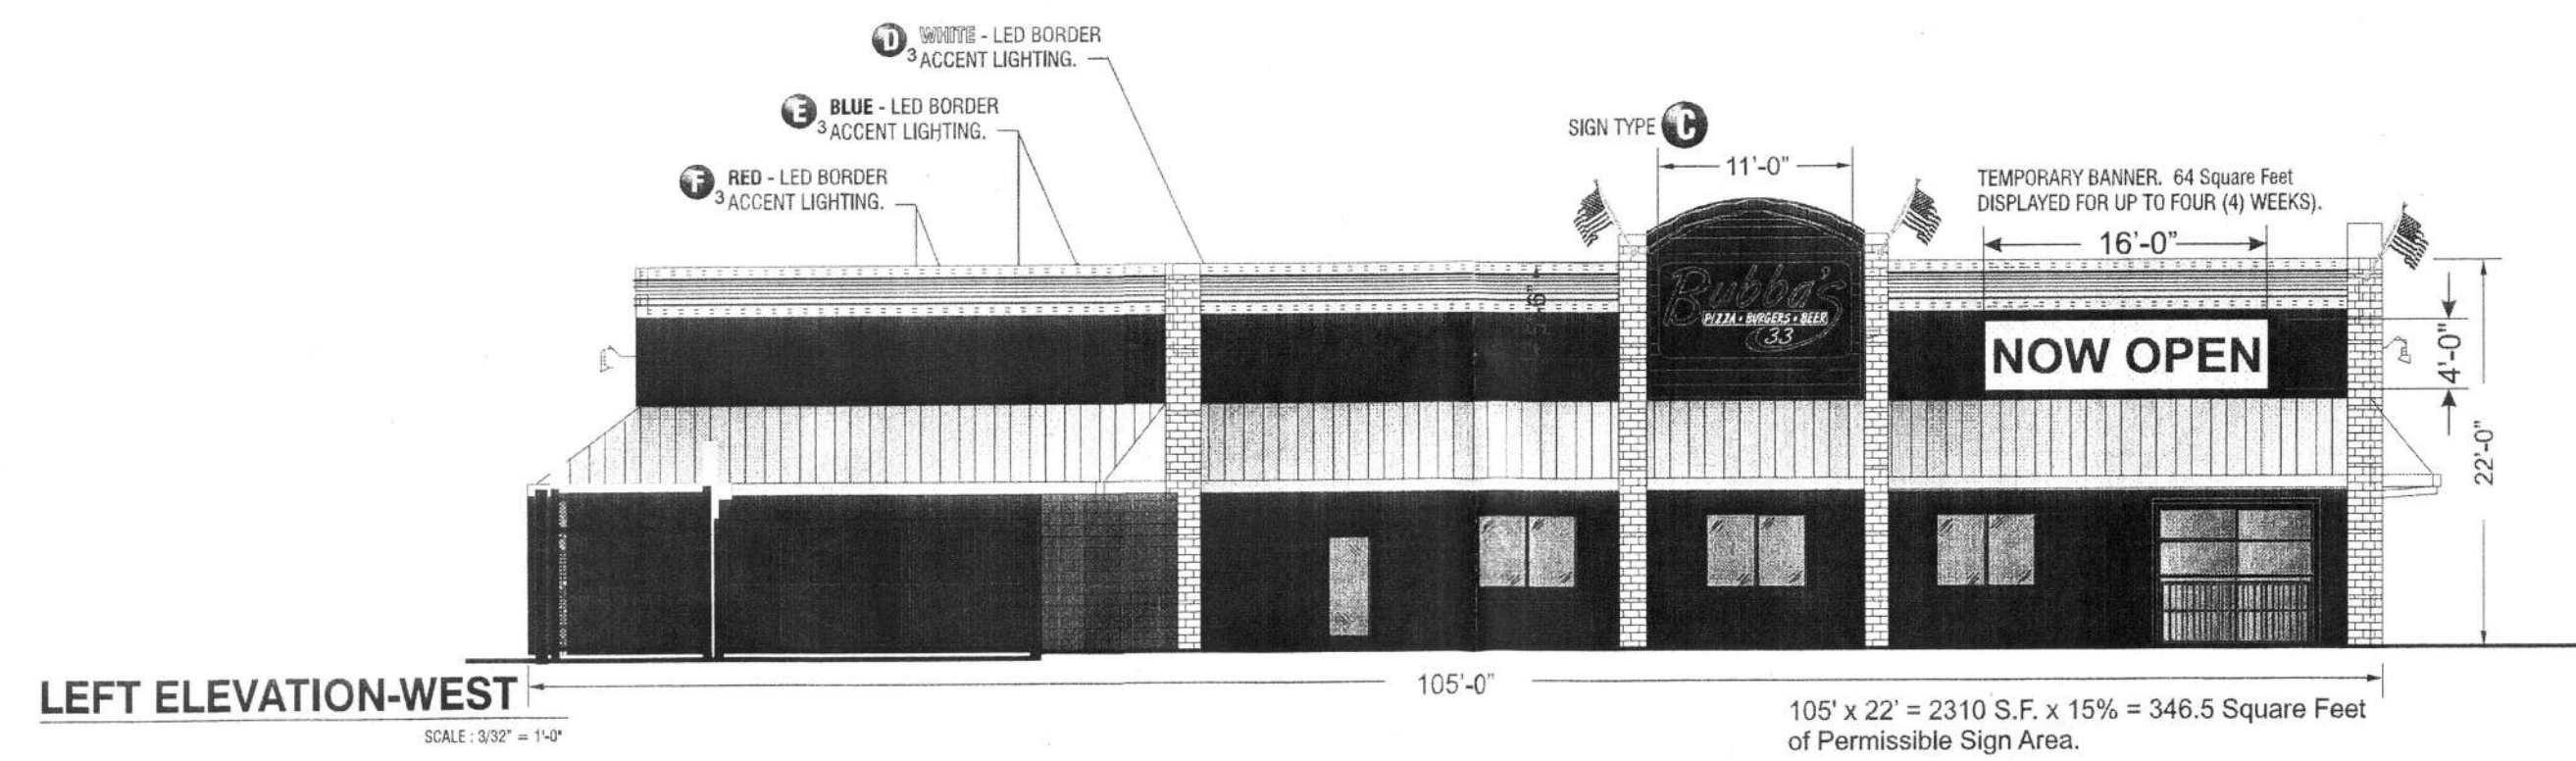 D WHITE - LED BORDER
3 ACCENT LIGHTING.
E BLUE - LED BORDER
3 ACCENT LIGHTING.
F RED - LED BORDER
3 ACCENT LIGHTING.
SIGN TYPE C
11'-0"
TEMPORARY BANNER. 64 Square Feet
DISPLAYED FOR UP TO FOUR (4) WEEKS).
16'-0"
Bubba's
PIZZA • BURGERS • BEER
33
NOW OPEN
4'-0"
22'-0"
LEFT ELEVATION-WEST
SCALE : 3/32" = 1'-0"
105'-0"
105' x 22' = 2310 S.F. x 15% = 346.5 Square Feet
of Permissible Sign Area.